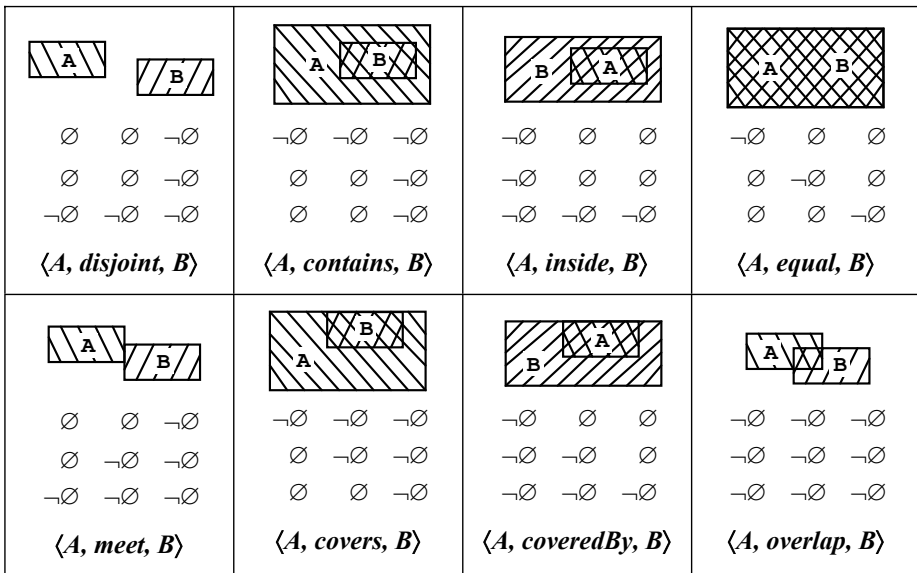 A
B
∅ ∅ ¬∅
∅ ∅ ¬∅
¬∅ ¬∅ ¬∅
⟨A, disjoint, B⟩
A B
¬∅ ¬∅ ¬∅
∅ ∅ ¬∅
∅ ∅ ¬∅
⟨A, contains, B⟩
B A
¬∅ ∅ ∅
¬∅ ∅ ∅
¬∅ ¬∅ ¬∅
⟨A, inside, B⟩
A B
¬∅ ∅ ∅
∅ ¬∅ ∅
∅ ∅ ¬∅
⟨A, equal, B⟩
A
B
∅ ∅ ¬∅
∅ ¬∅ ¬∅
¬∅ ¬∅ ¬∅
⟨A, meet, B⟩
B
A
¬∅ ¬∅ ¬∅
∅ ¬∅ ¬∅
∅ ∅ ¬∅
⟨A, covers, B⟩
A
B
¬∅ ∅ ∅
¬∅ ¬∅ ∅
¬∅ ¬∅ ¬∅
⟨A, coveredBy, B⟩
A
B
¬∅ ¬∅ ¬∅
¬∅ ¬∅ ¬∅
¬∅ ¬∅ ¬∅
⟨A, overlap, B⟩